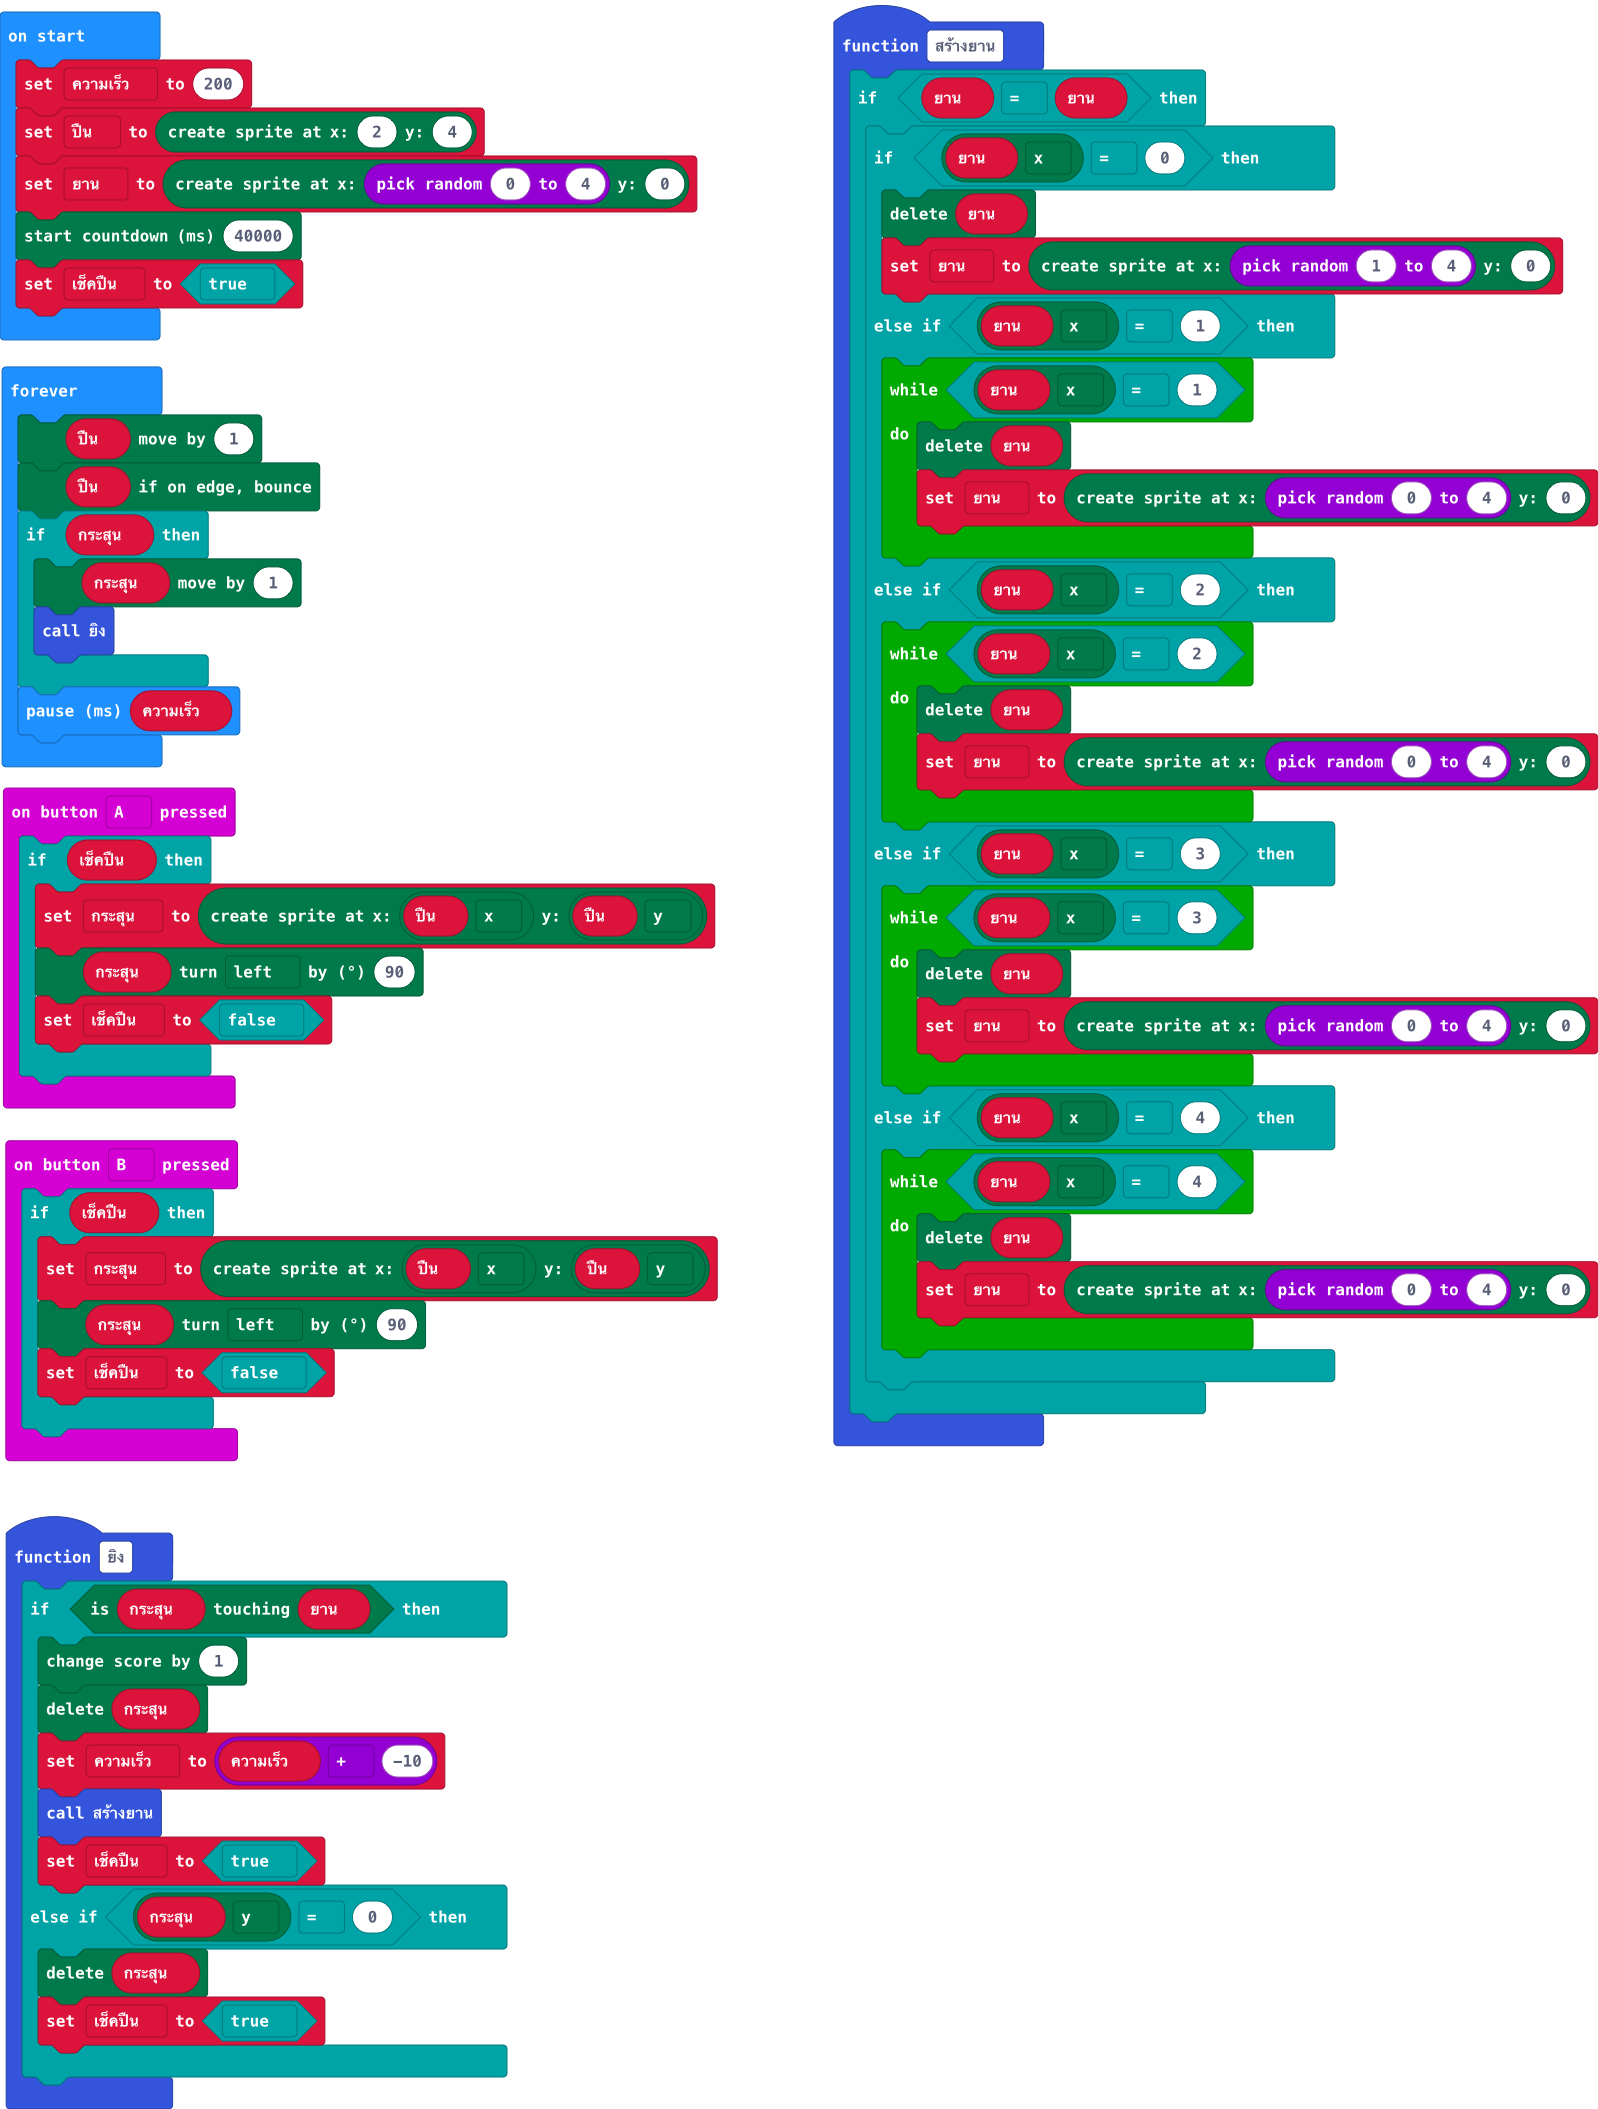 on start
set ความเร็ว to 200
set ปืน to create sprite at x: 2 y: 4
set ยาน to create sprite at x: pick random 0 to 4 y: 0
start countdown (ms) 40000
set เช็คปืน to true
forever
ปืน move by 1
ปืน if on edge, bounce
if กระสุน then
กระสุน move by 1
call ยิง
pause (ms) ความเร็ว
on button A pressed
if เช็คปืน then
set กระสุน to create sprite at x: ปืน x y: ปืน y
กระสุน turn left by (°) 90
set เช็คปืน to false
on button B pressed
if เช็คปืน then
set กระสุน to create sprite at x: ปืน x y: ปืน y
กระสุน turn left by (°) 90
set เช็คปืน to false
function ยิง
if is กระสุน touching ยาน then
change score by 1
delete กระสุน
set ความเร็ว to ความเร็ว + -10
call สร้างยาน
set เช็คปืน to true
else if กระสุน y = 0 then
delete กระสุน
set เช็คปืน to true
function สร้างยาน
if ยาน = ยาน then
if ยาน x = 0 then
delete ยาน
set ยาน to create sprite at x: pick random 1 to 4 y: 0
else if ยาน x = 1 then
while ยาน x = 1
do delete ยาน
set ยาน to create sprite at x: pick random 0 to 4 y: 0
else if ยาน x = 2 then
while ยาน x = 2
do delete ยาน
set ยาน to create sprite at x: pick random 0 to 4 y: 0
else if ยาน x = 3 then
while ยาน x = 3
do delete ยาน
set ยาน to create sprite at x: pick random 0 to 4 y: 0
else if ยาน x = 4 then
while ยาน x = 4
do delete ยาน
set ยาน to create sprite at x: pick random 0 to 4 y: 0